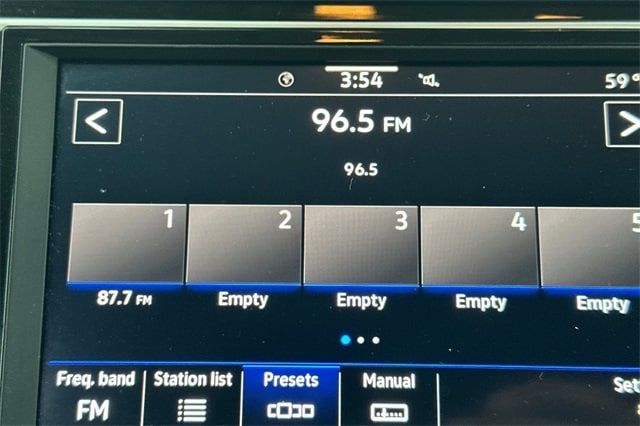 3:54 59°
96.5 FM
96.5
1 2 3 4 5
87.7 FM Empty Empty Empty Empty
Freq. band Station list Presets Manual Set
FM